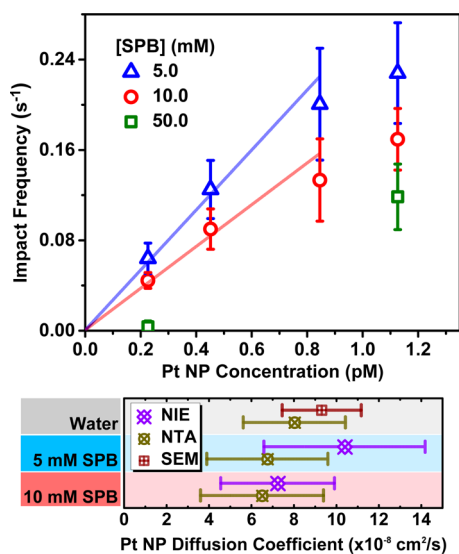 [SPB] (mM)
5.0
10.0
50.0
Impact Frequency (s⁻¹)
0.24
0.16
0.08
0.00
0.0 0.2 0.4 0.6 0.8 1.0 1.2
Pt NP Concentration (pM)
Water
5 mM SPB
10 mM SPB
NIE
NTA
SEM
0 2 4 6 8 10 12 14
Pt NP Diffusion Coefficient (x10⁻⁸ cm²/s)